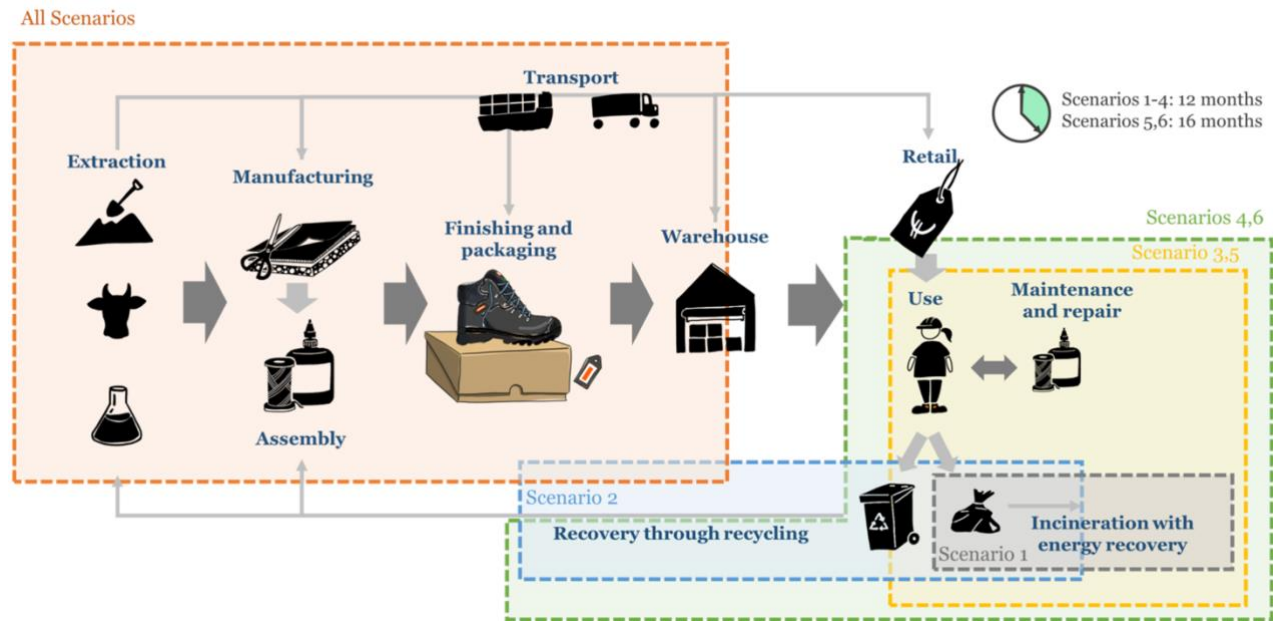 All Scenarios
Transport
Scenarios 1-4: 12 months
Scenarios 5,6: 16 months
Extraction
Manufacturing
Retail
Finishing and
packaging
Warehouse
Scenarios 4,6
Scenario 3,5
Use
Maintenance
and repair
Assembly
Scenario 2
Recovery through recycling
Incineration with
energy recovery
Scenario 1